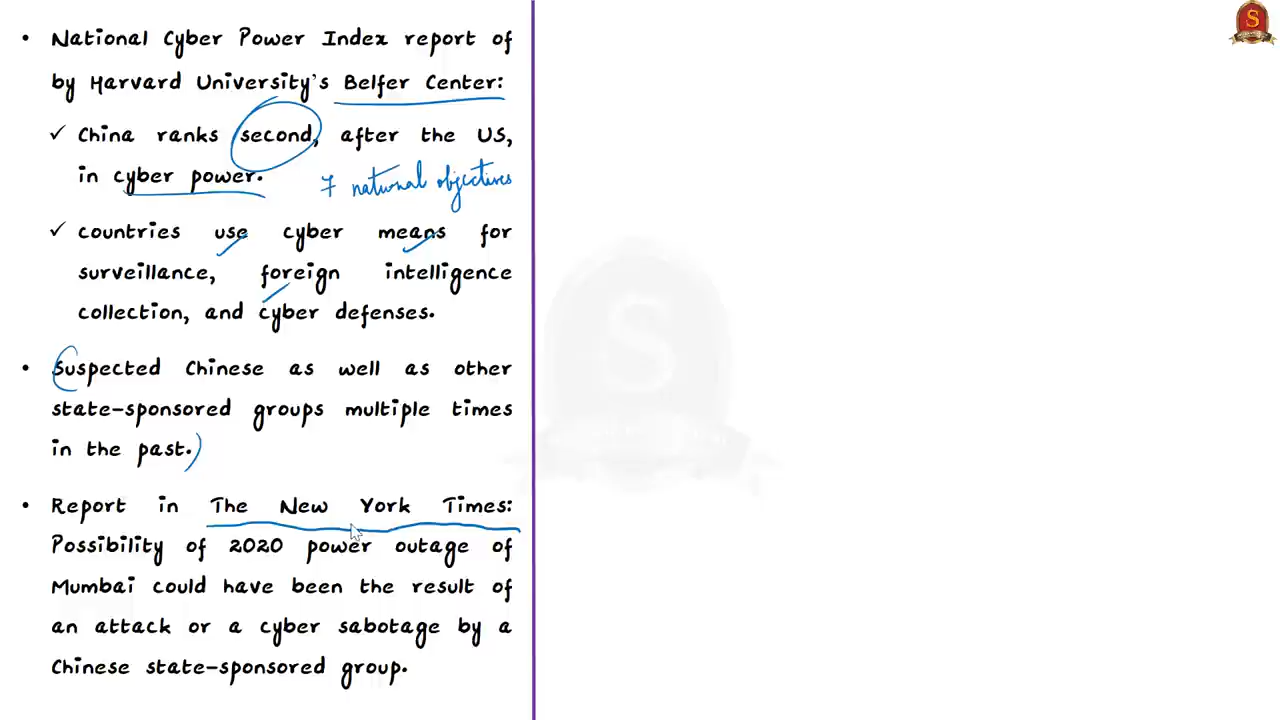 • National Cyber Power Index report of
by Harvard University's Belfer Center:
✓ China ranks second, after the US,
in cyber power.
7 national objectives
✓ countries use cyber means for
surveillance, foreign intelligence
collection, and cyber defenses.
• Suspected Chinese as well as other
state-sponsored groups multiple times
in the past.)
• Report in The New York Times:
Possibility of 2020 power outage of
Mumbai could have been the result of
an attack or a cyber sabotage by a
Chinese state-sponsored group.
S
S